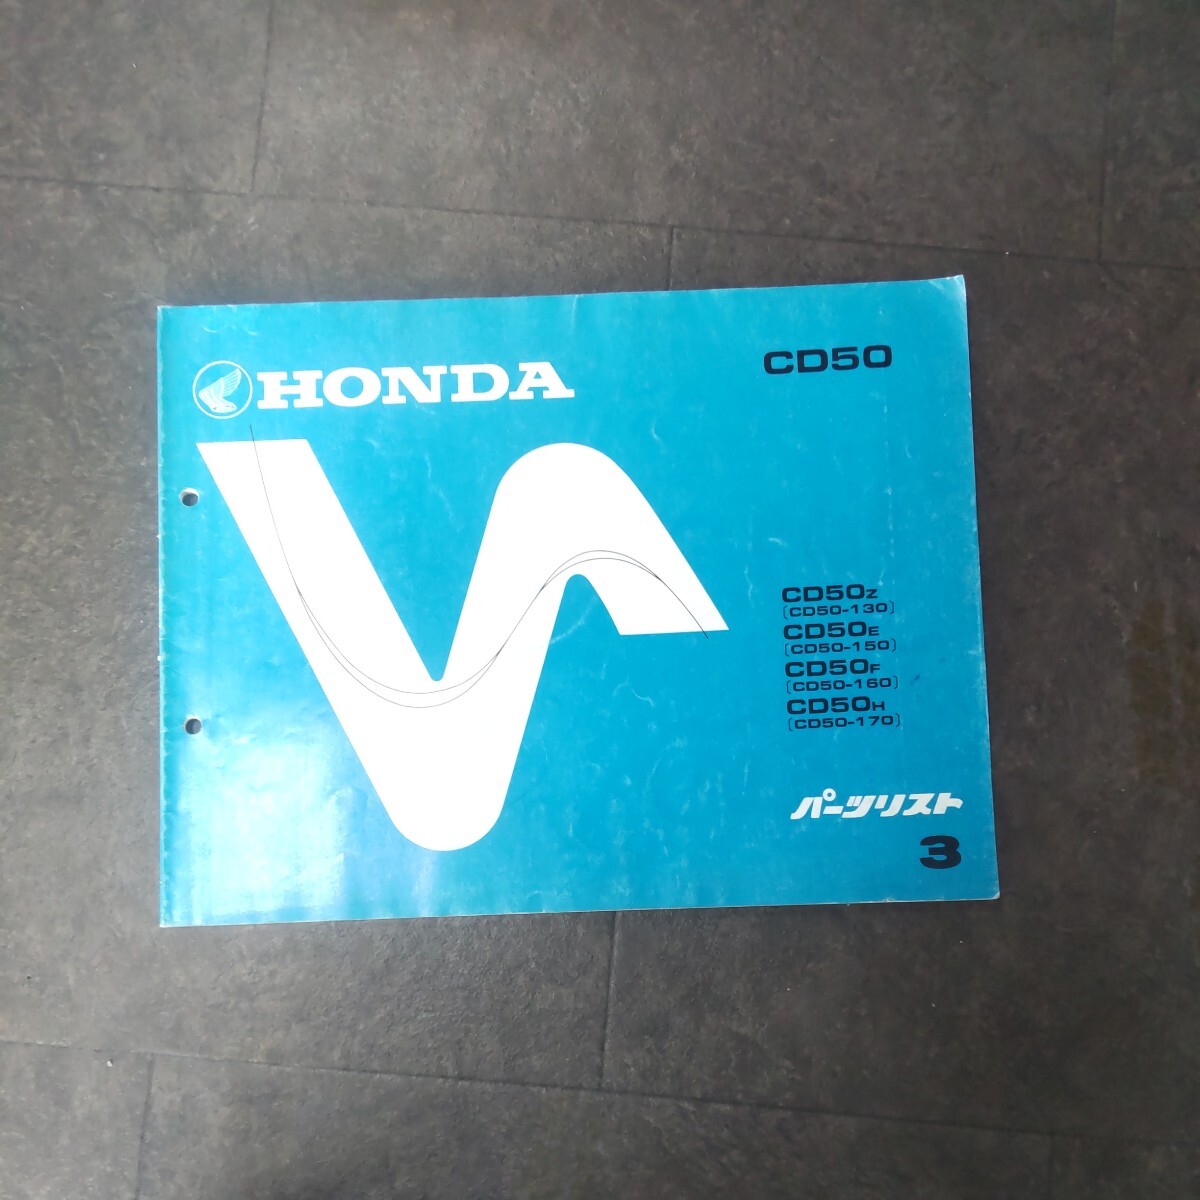 HONDA
CD50
CD50Z
[CD50-130]
CD50E
[CD50-150]
CD50F
[CD50-160]
CD50H
[CD50-170]
パーツリスト
3